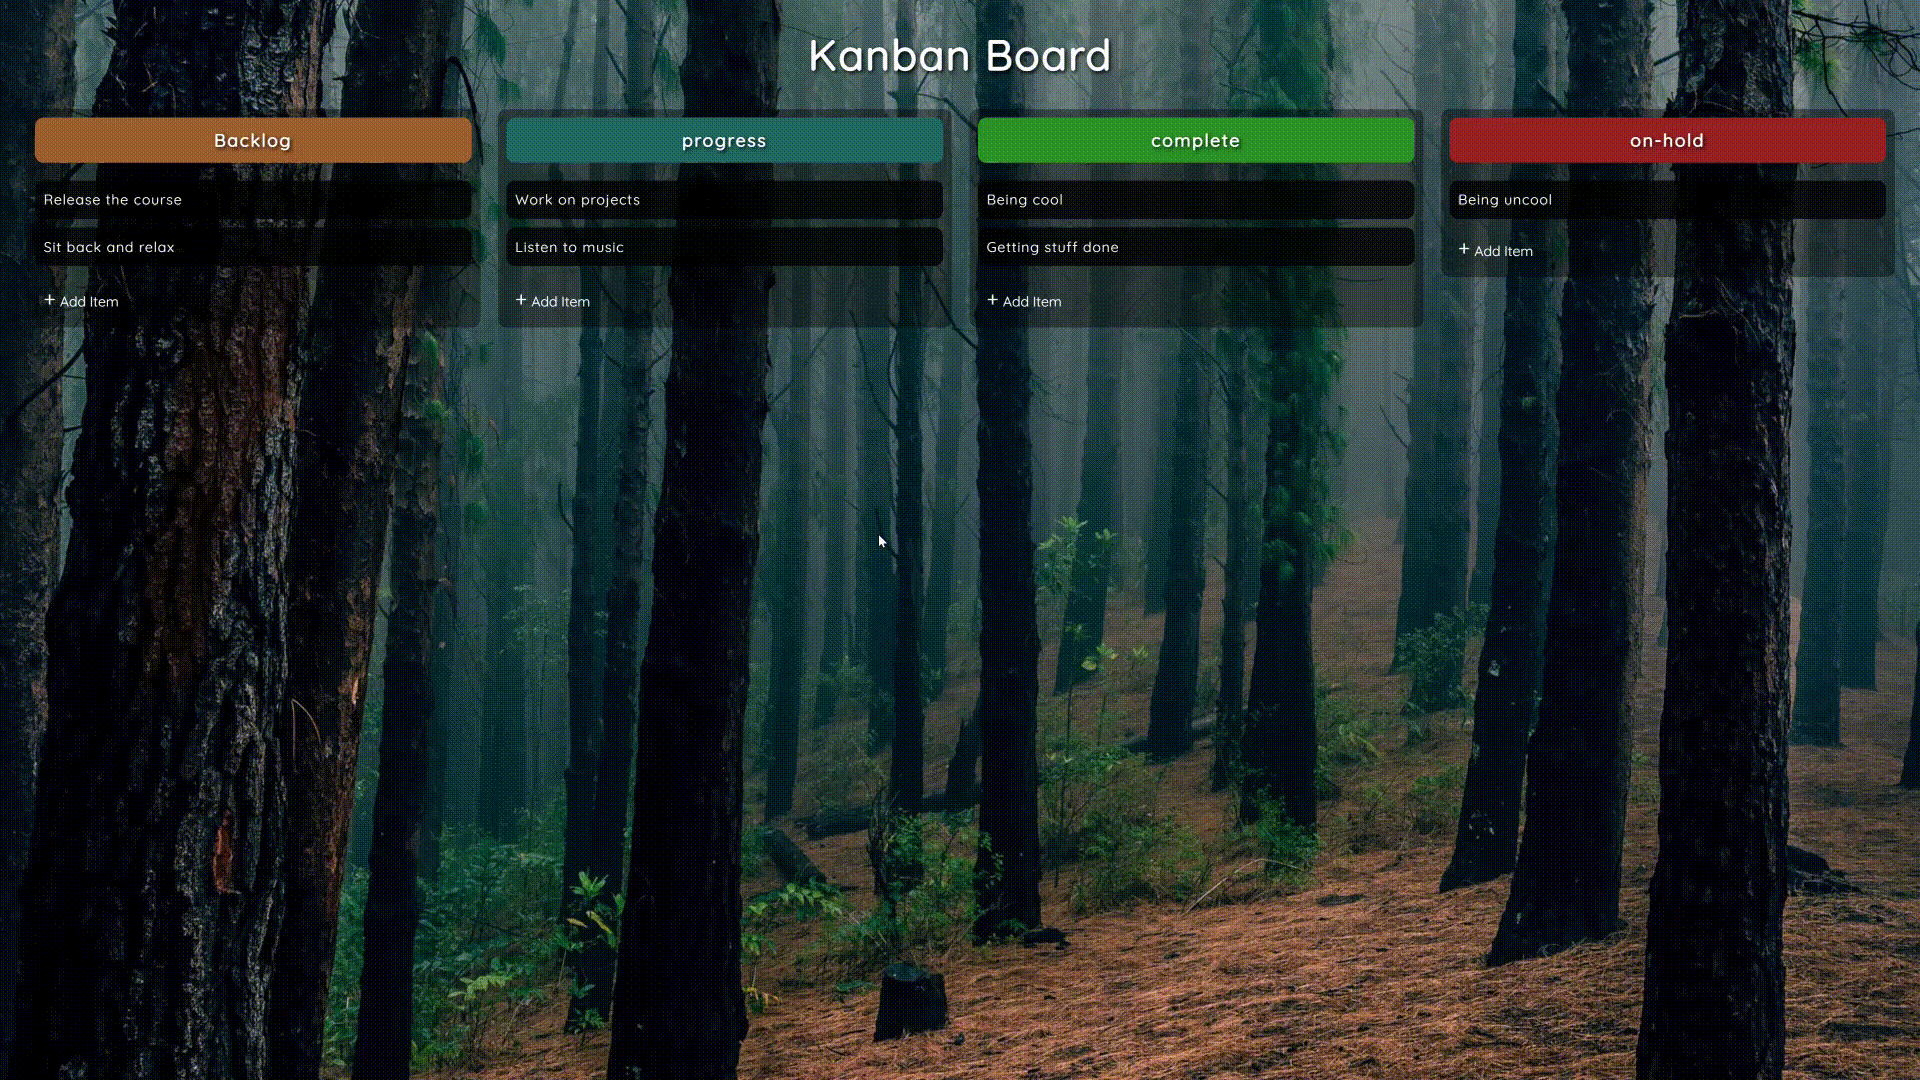 Kanban Board
Backlog
Release the course
Sit back and relax
+ Add Item
progress
Work on projects
Listen to music
+ Add Item
complete
Being cool
Getting stuff done
+ Add Item
on-hold
Being uncool
+ Add Item